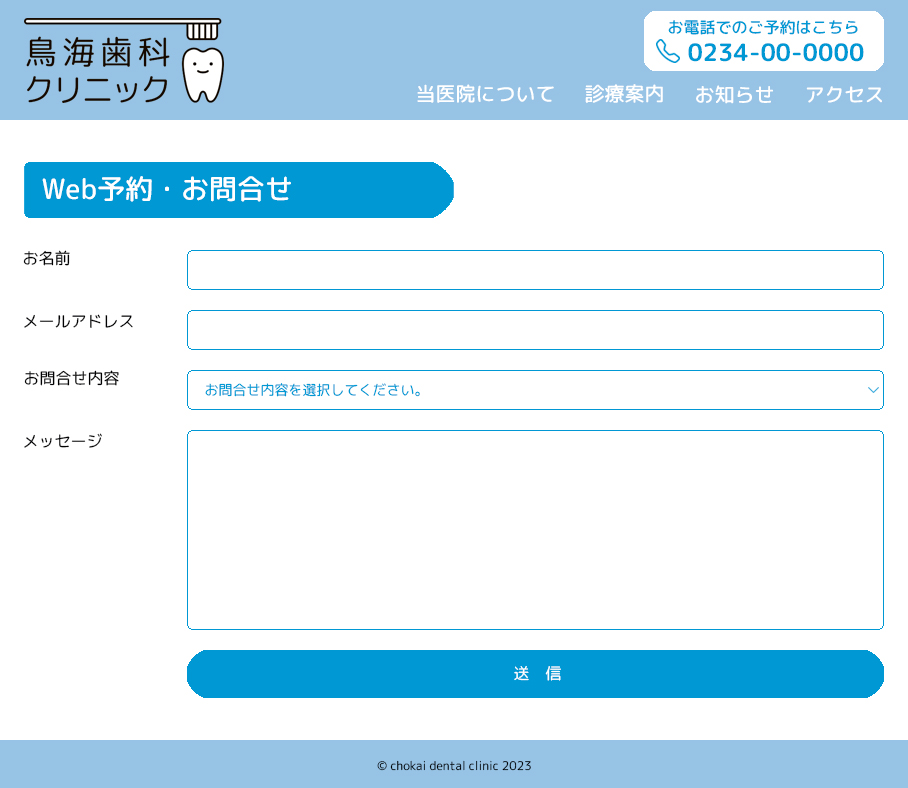 鳥海歯科
クリニック
お電話でのご予約はこちら
0234-00-0000
当医院について 診療案内 お知らせ アクセス
Web予約・お問合せ
お名前
メールアドレス
お問合せ内容
お問合せ内容を選択してください。
メッセージ
送 信
© chokai dental clinic 2023